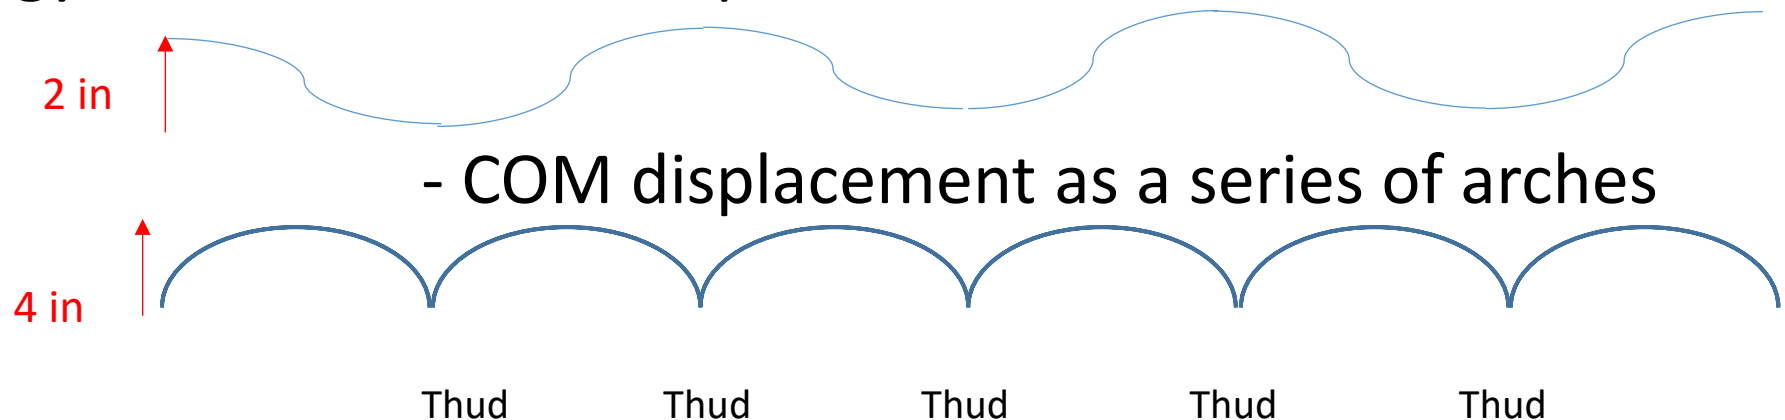 2 in
- COM displacement as a series of arches
4 in
Thud Thud Thud Thud Thud